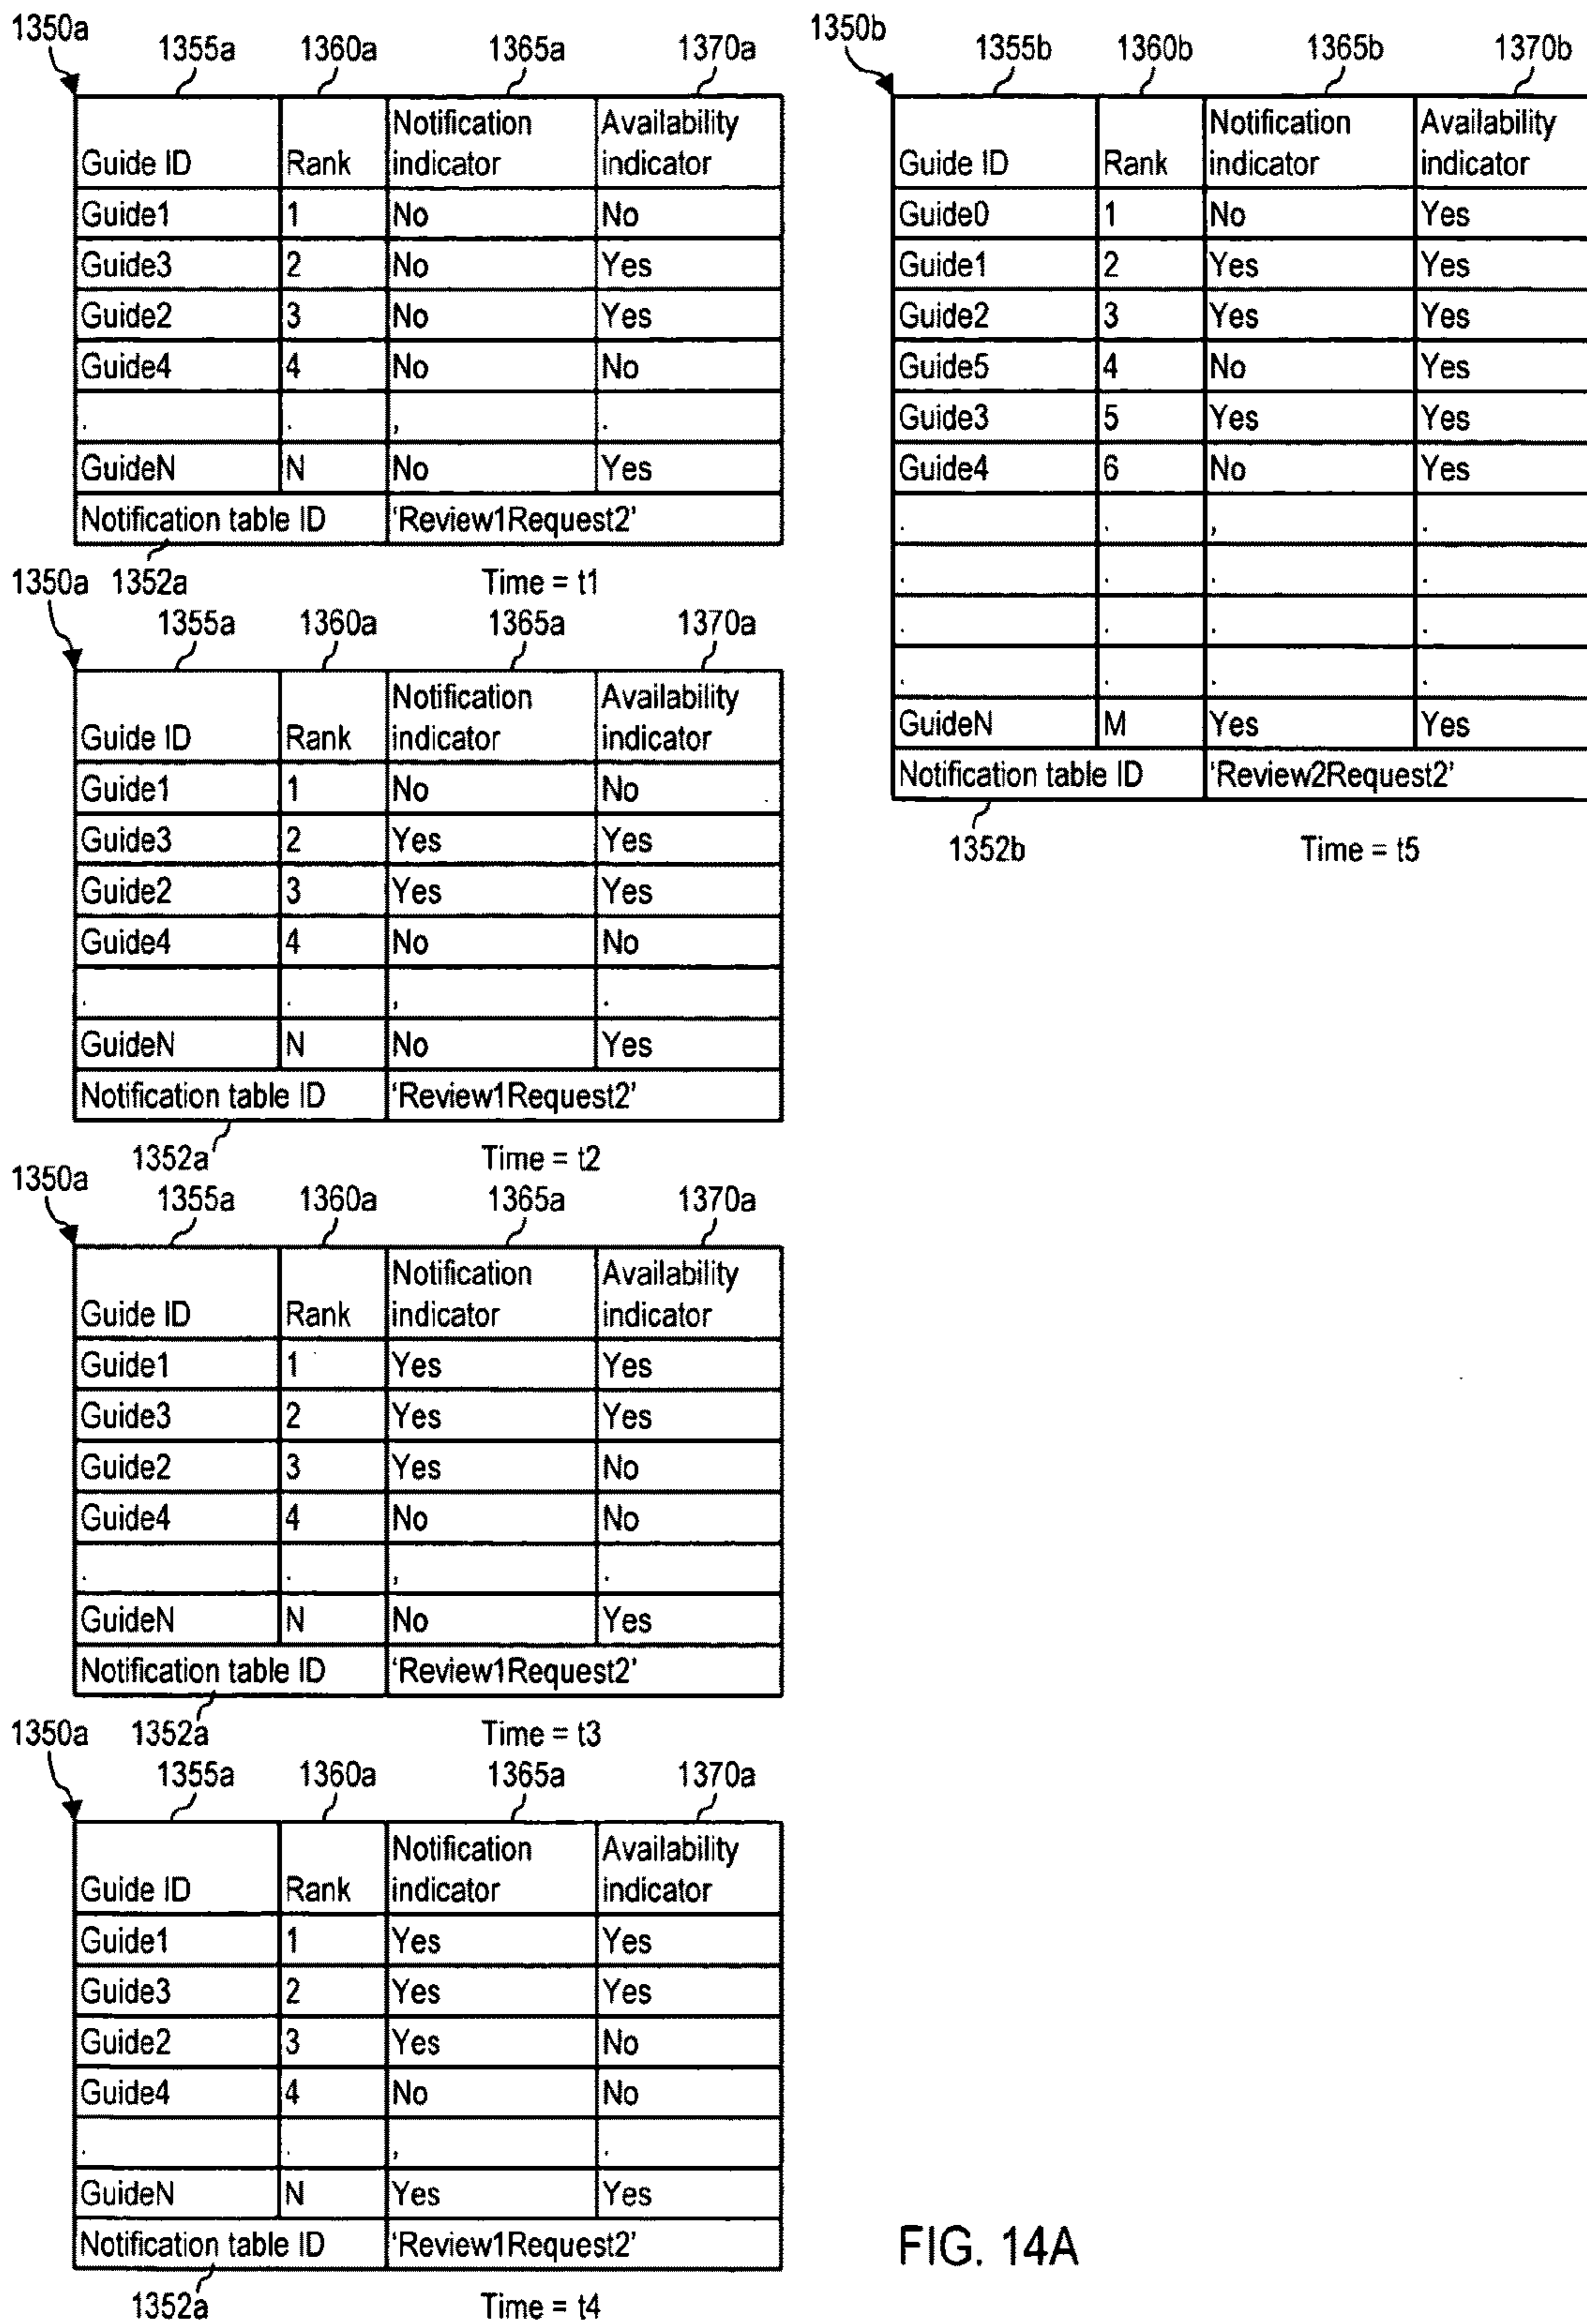 1350a
1355a 1360a 1365a 1370a
Guide ID Rank Notification indicator Availability indicator
Guide1 1 No No
Guide3 2 No Yes
Guide2 3 No Yes
Guide4 4 No No
. . , .
GuideN N No Yes
Notification table ID 'Review1Request2'
1352a Time = t1
1350a
1355a 1360a 1365a 1370a
Guide ID Rank Notification indicator Availability indicator
Guide1 1 No No
Guide3 2 Yes Yes
Guide2 3 Yes Yes
Guide4 4 No No
. . , .
GuideN N No Yes
Notification table ID 'Review1Request2'
1352a Time = t2
1350a
1355a 1360a 1365a 1370a
Guide ID Rank Notification indicator Availability indicator
Guide1 1 Yes Yes
Guide3 2 Yes Yes
Guide2 3 Yes No
Guide4 4 No No
. . , .
GuideN N No Yes
Notification table ID 'Review1Request2'
1352a Time = t3
1350a
1355a 1360a 1365a 1370a
Guide ID Rank Notification indicator Availability indicator
Guide1 1 Yes Yes
Guide3 2 Yes Yes
Guide2 3 Yes No
Guide4 4 No No
. . , .
GuideN N Yes Yes
Notification table ID 'Review1Request2'
1352a Time = t4
1350b
1355b 1360b 1365b 1370b
Guide ID Rank Notification indicator Availability indicator
Guide0 1 No Yes
Guide1 2 Yes Yes
Guide2 3 Yes Yes
Guide5 4 No Yes
Guide3 5 Yes Yes
Guide4 6 No Yes
. . , .
. . . .
. . . .
. . . .
GuideN M Yes Yes
Notification table ID 'Review2Request2'
1352b Time = t5
FIG. 14A